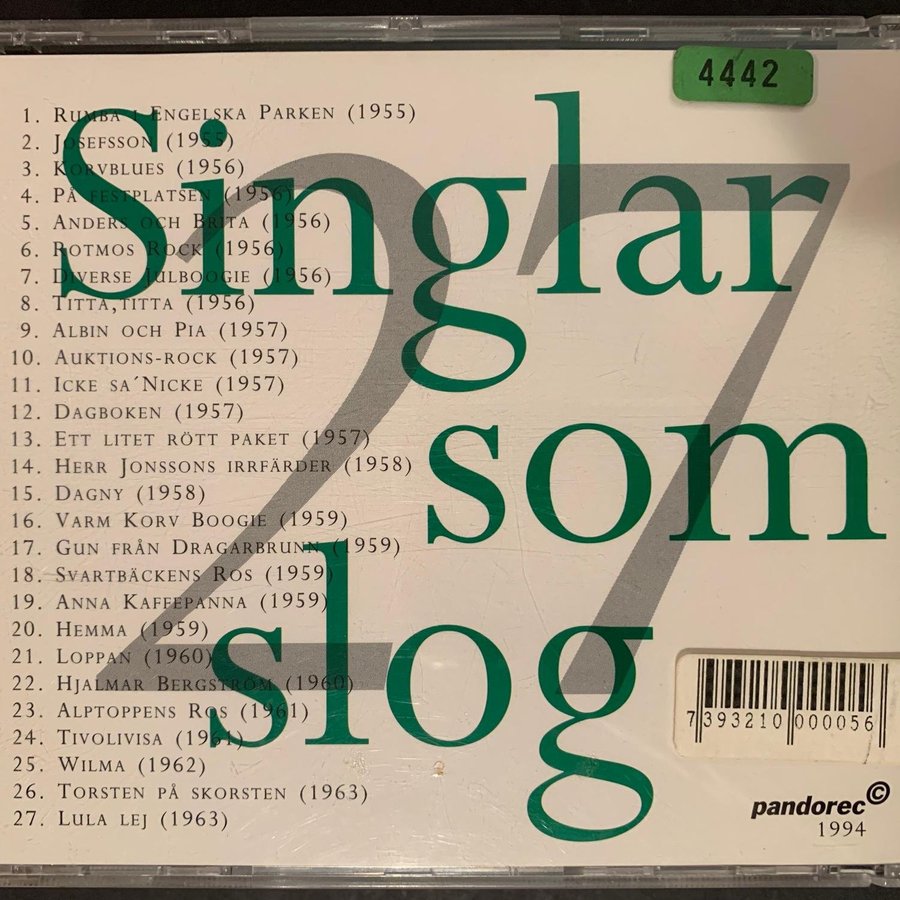 4442
1. Rumba i Engelska Parken (1955)
2. Josefsson (1955)
3. Korvblues (1956)
4. På festplatsen (1956)
5. Anders och Brita (1956)
6. Rotmos Rock (1956)
7. Diverse Julboogie (1956)
8. Titta, titta (1956)
9. Albin och Pia (1957)
10. Auktions-rock (1957)
11. Icke sa´Nicke (1957)
12. Dagboken (1957)
13. Ett litet rött paket (1957)
14. Herr Jonssons irrfärder (1958)
15. Dagny (1958)
16. Varm Korv Boogie (1959)
17. Gun från Dragarbrunn (1959)
18. Svartbäckens Ros (1959)
19. Anna Kaffepanna (1959)
20. Hemma (1959)
21. Loppan (1960)
22. Hjalmar Bergström (1960)
23. Alptoppens Ros (1961)
24. Tivolivisa (1961)
25. Wilma (1962)
26. Torsten på skorsten (1963)
27. Lula lej (1963)
27
Singlar
som
slog
7 393210 000056
pandorec©
1994